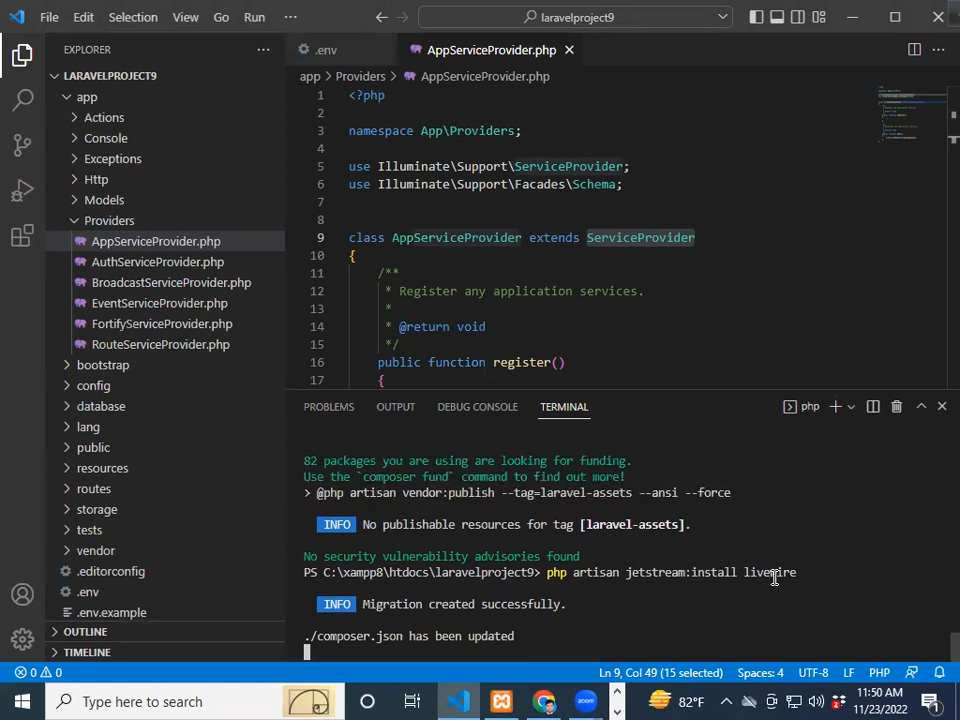 File Edit Selection View Go Run ··· laravelproject9
EXPLORER ···
.env AppServiceProvider.php
LARAVELPROJECT9
app > Providers > AppServiceProvider.php
app
Actions
Console
Exceptions
Http
Models
Providers
AppServiceProvider.php
AuthServiceProvider.php
BroadcastServiceProvider.php
EventServiceProvider.php
FortifyServiceProvider.php
RouteServiceProvider.php
bootstrap
config
database
lang
public
resources
routes
storage
tests
vendor
.editorconfig
.env
.env.example
OUTLINE
TIMELINE
1 <?php
2
3 namespace App\Providers;
4
5 use Illuminate\Support\ServiceProvider;
6 use Illuminate\Support\Facades\Schema;
7
8
9 class AppServiceProvider extends ServiceProvider
10 {
11 /**
12 * Register any application services.
13 *
14 * @return void
15 */
16 public function register()
17 {
PROBLEMS OUTPUT DEBUG CONSOLE TERMINAL php
82 packages you are using are looking for funding.
Use the `composer fund` command to find out more!
> @php artisan vendor:publish --tag=laravel-assets --ansi --force
INFO No publishable resources for tag [laravel-assets].
No security vulnerability advisories found
PS C:\xampp8\htdocs\laravelproject9> php artisan jetstream:install livewire
INFO Migration created successfully.
./composer.json has been updated
0 0 Ln 9, Col 49 (15 selected) Spaces: 4 UTF-8 LF PHP
Type here to search 82°F 11:50 AM
11/23/2022